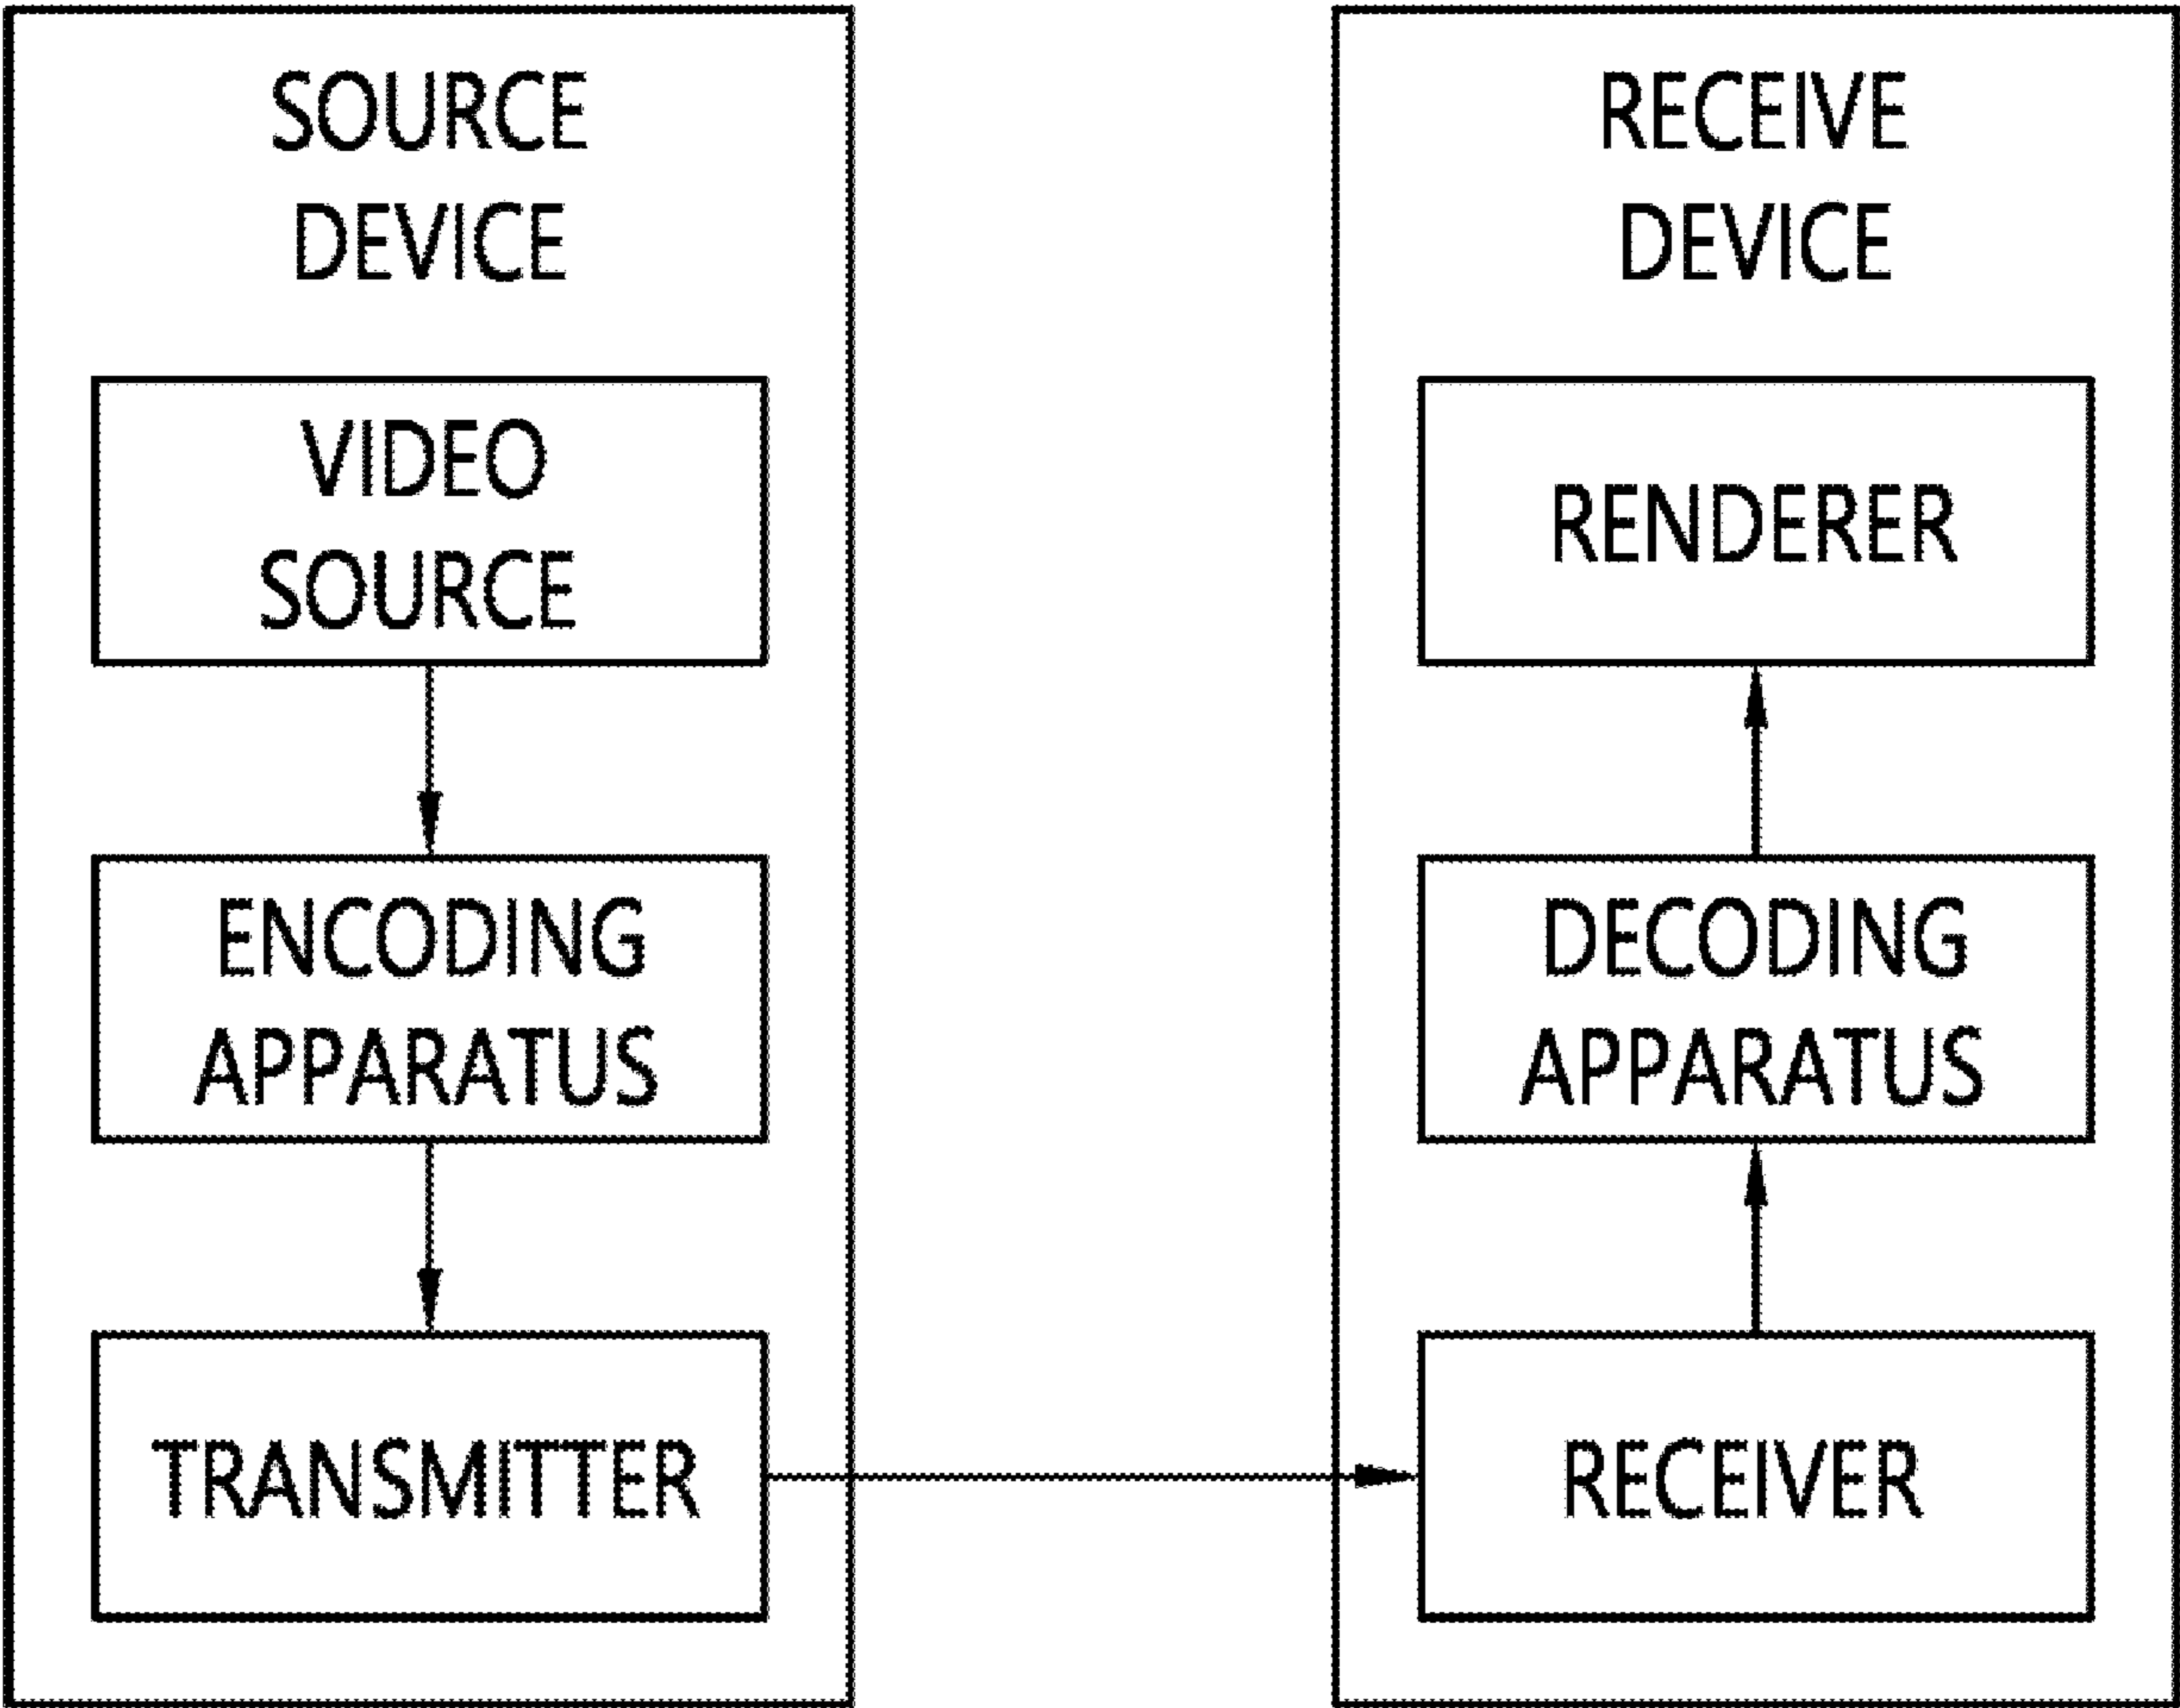 SOURCE
DEVICE
VIDEO
SOURCE
ENCODING
APPARATUS
TRANSMITTER
RECEIVE
DEVICE
RENDERER
DECODING
APPARATUS
RECEIVER